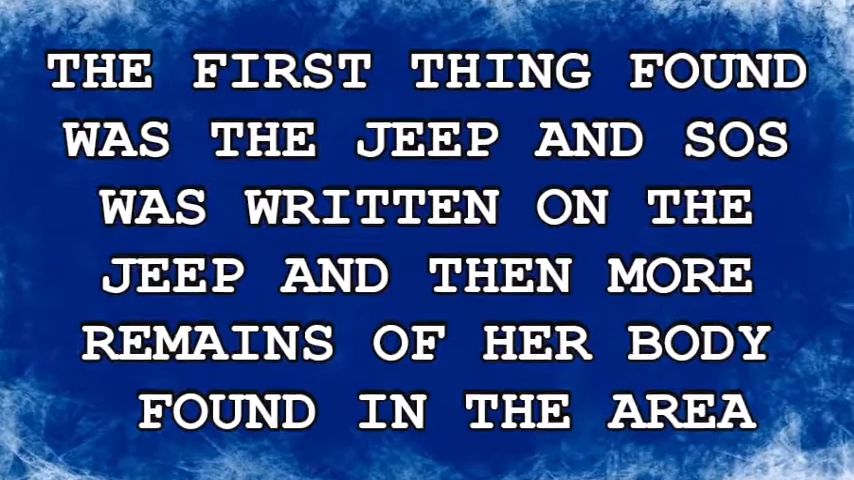 THE FIRST THING FOUND
WAS THE JEEP AND SOS
WAS WRITTEN ON THE
JEEP AND THEN MORE
REMAINS OF HER BODY
FOUND IN THE AREA